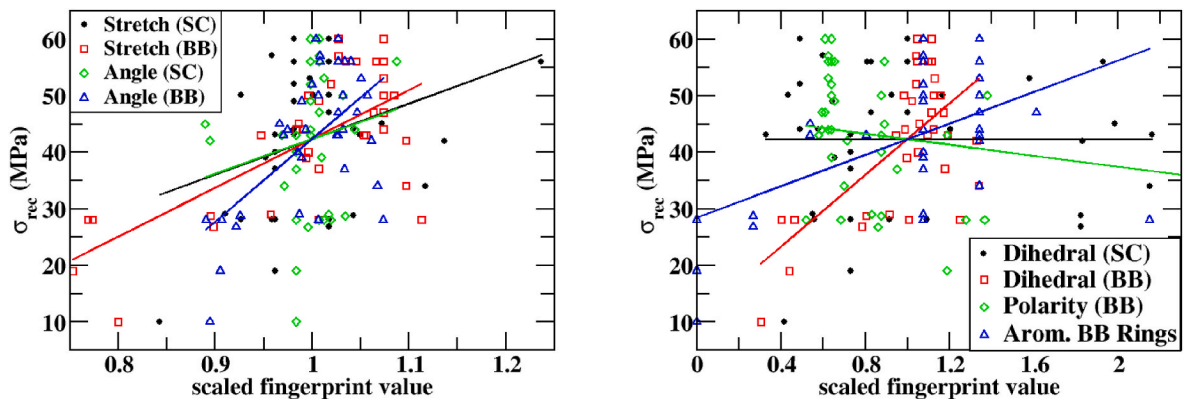 Stretch (SC)
Stretch (BB)
Angle (SC)
Angle (BB)
60
50
40
30
20
10
σrec (MPa)
0.8 0.9 1 1.1 1.2
scaled fingerprint value
60
50
40
30
20
10
σrec (MPa)
Dihedral (SC)
Dihedral (BB)
Polarity (BB)
Arom. BB Rings
0 0.4 0.8 1.2 1.6 2
scaled fingerprint value